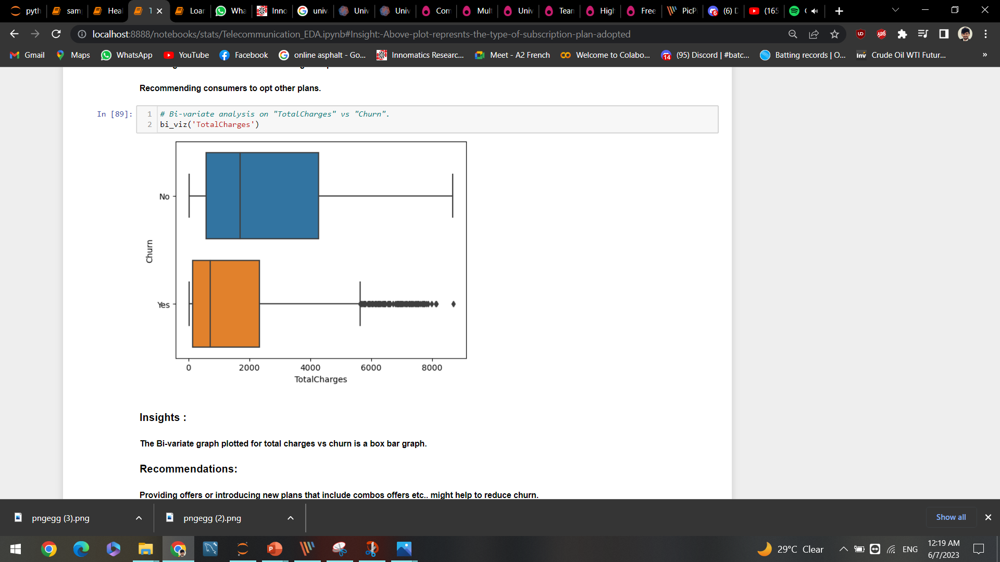 pyth
sam
Heal
Loar
Wha
Inno
univ
Univ
Univ
Com
Mult
Univ
Tean
High
Free
PicPi
(6)
(165
localhost:8888/notebooks/stats/Telecommunication_EDA.ipynb#Insight:-Above-plot-represnts-the-type-of-subscription-plan-adopted
Gmail
Maps
WhatsApp
YouTube
Facebook
online asphalt - Go...
Innomatics Researc...
Meet - A2 French
Welcome to Colabo...
14
(95) Discord | #batc...
Batting records | O...
Inv
Crude Oil WTI Futur...
»
Recommending consumers to opt other plans.
In [89]:
1 # Bi-variate analysis on "TotalCharges" vs "Churn".
2 bi_viz('TotalCharges')
No
Churn
Yes
0 2000 4000 6000 8000
TotalCharges
Insights :
The Bi-variate graph plotted for total charges vs churn is a box bar graph.
Recommendations:
Providing offers or introducing new plans that include combos offers etc.. might help to reduce churn.
pngegg (3).png
pngegg (2).png
Show all
29°C Clear
ENG
12:19 AM
6/7/2023